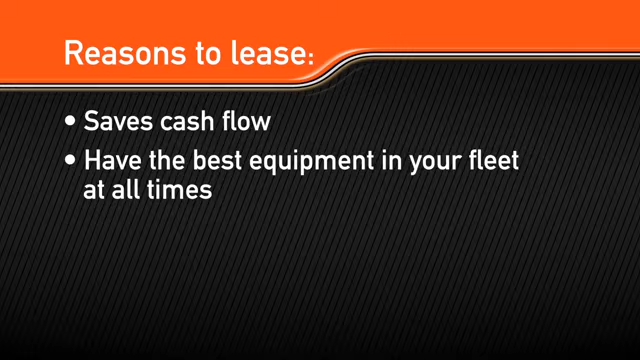 Reasons to lease:
• Saves cash flow
• Have the best equipment in your fleet
at all times